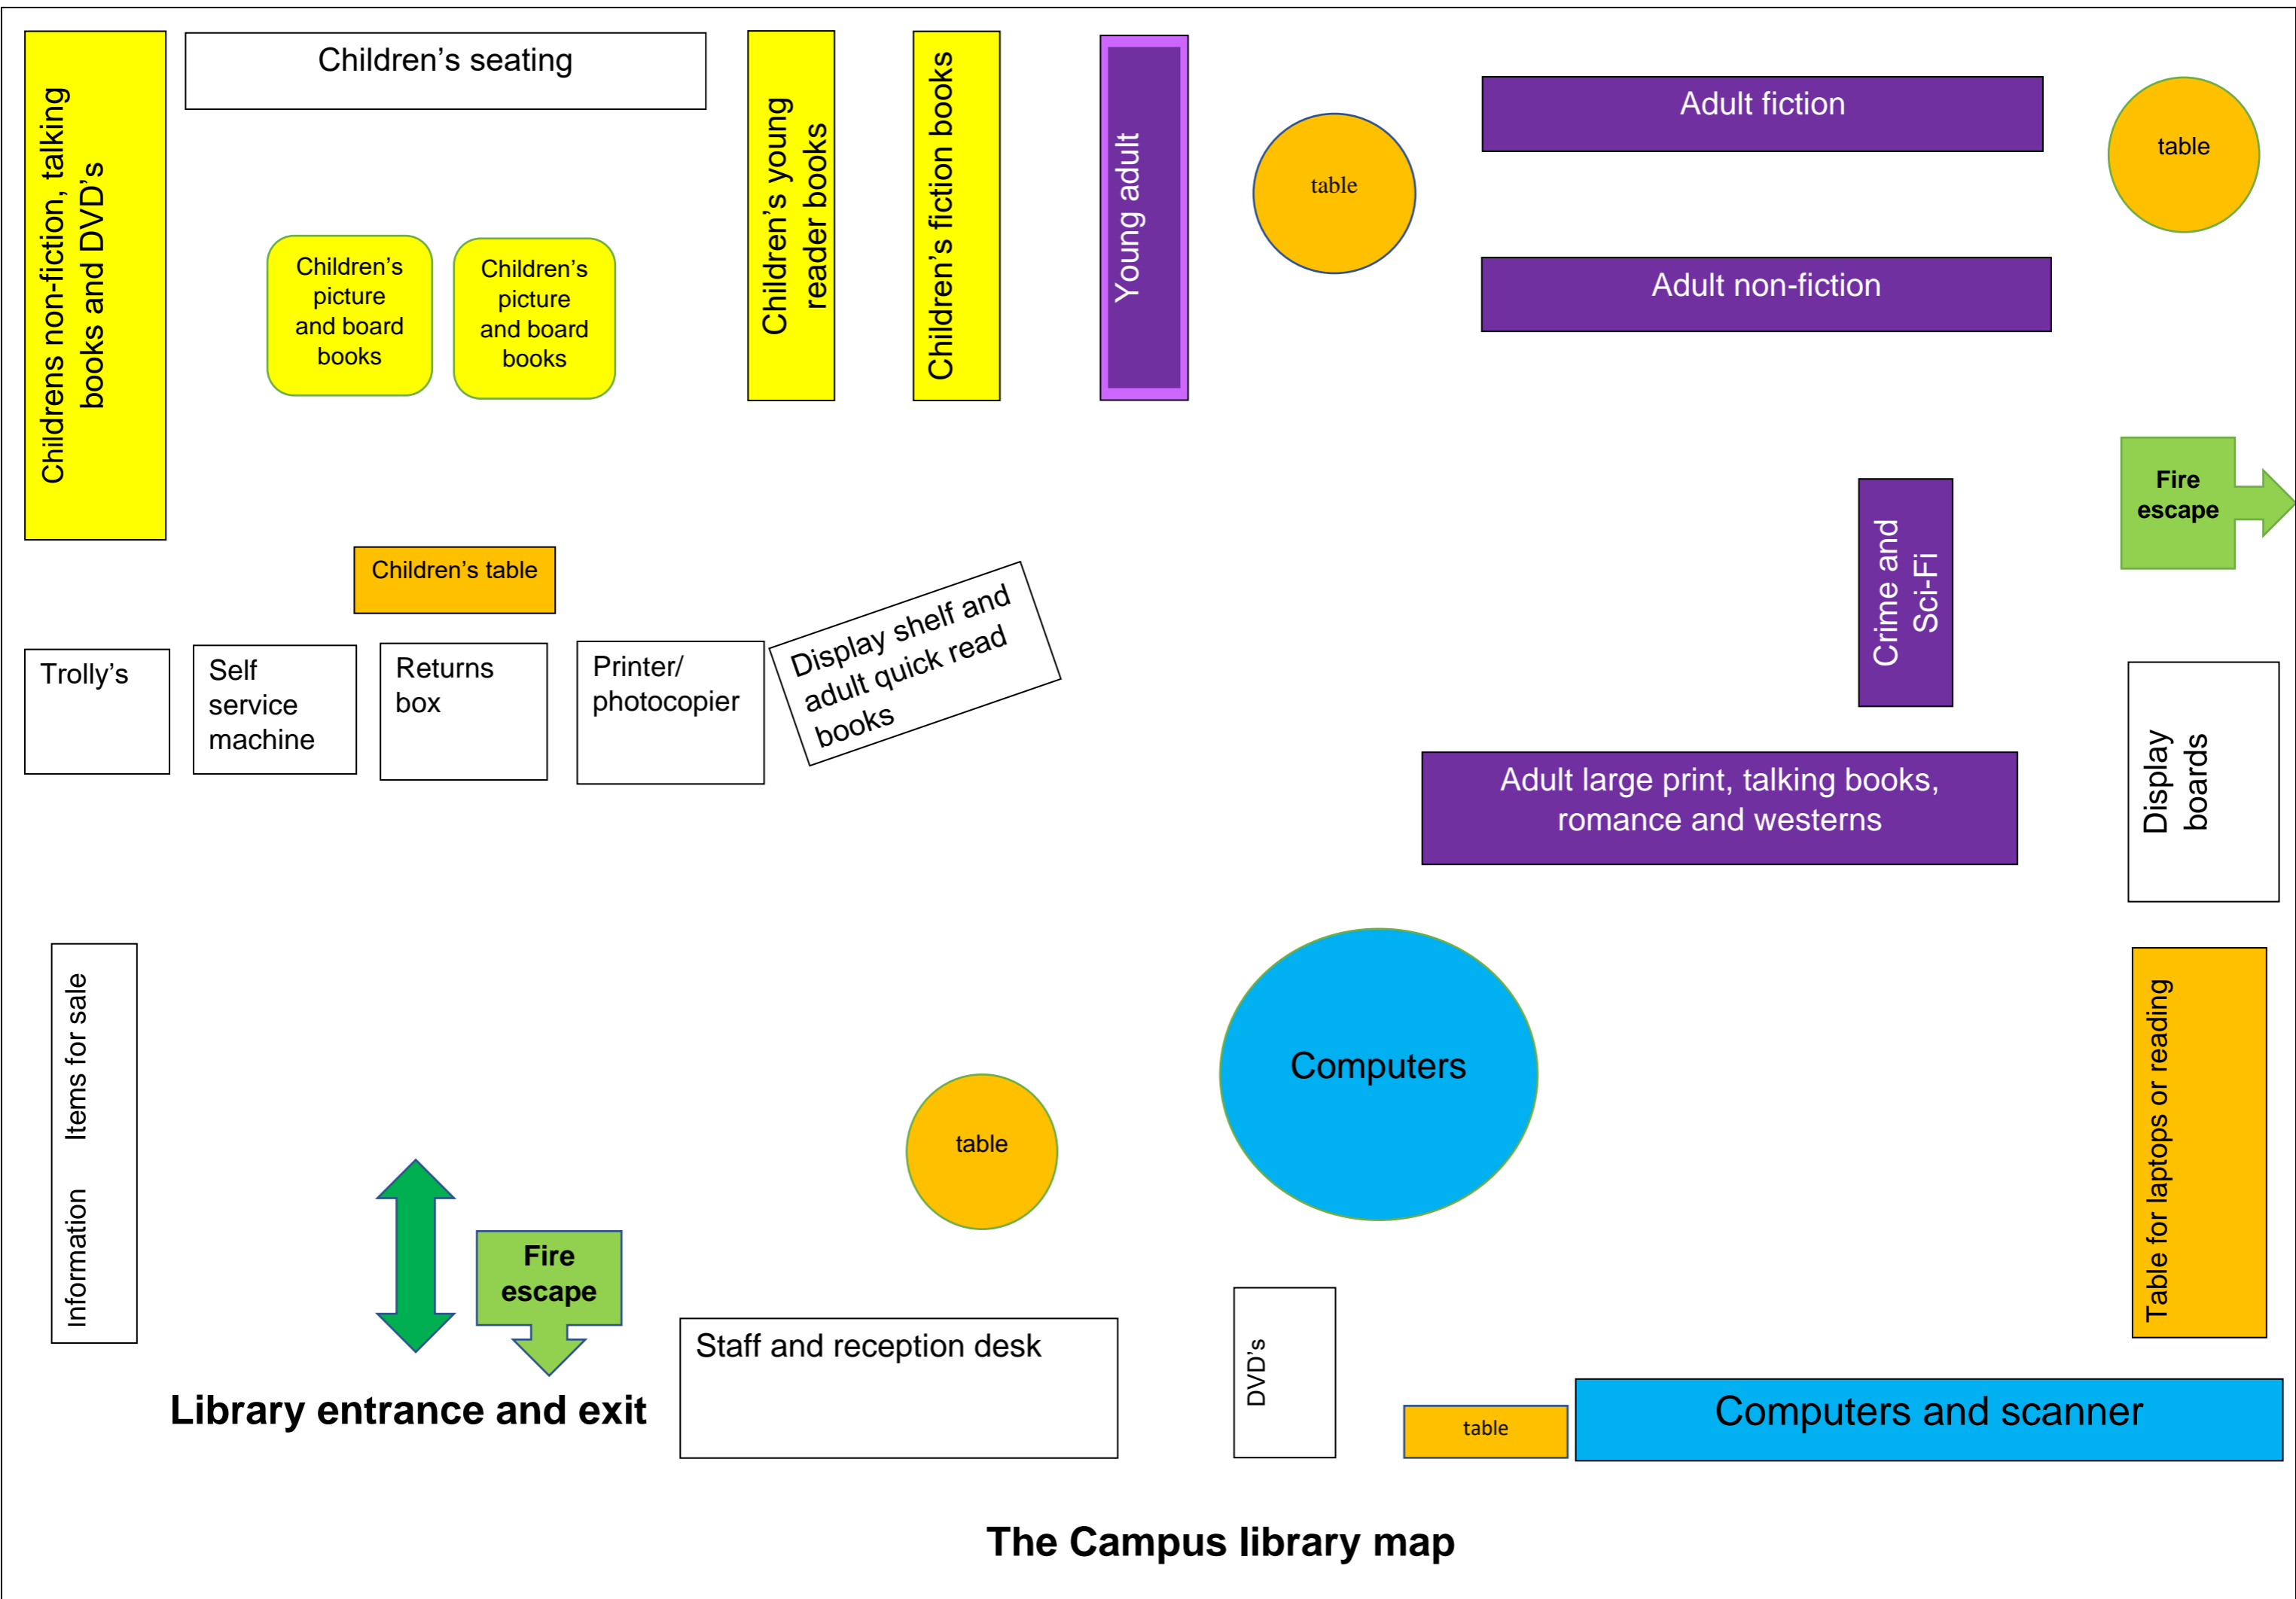 Childrens non-fiction, talking
books and DVD's
Children’s seating
Children’s young
reader books
Children’s fiction books
Young adult
table
Adult fiction
table
Adult non-fiction
Children’s
picture
and board
books
Children’s
picture
and board
books
Fire
escape
Crime and
Sci-Fi
Children’s table
Display shelf and
adult quick read
books
Trolly’s
Self
service
machine
Returns
box
Printer/
photocopier
Display
boards
Adult large print, talking books,
romance and westerns
Items for sale
Information
Computers
table
Table for laptops or reading
Fire
escape
Staff and reception desk
DVD’s
Library entrance and exit
table
Computers and scanner
The Campus library map